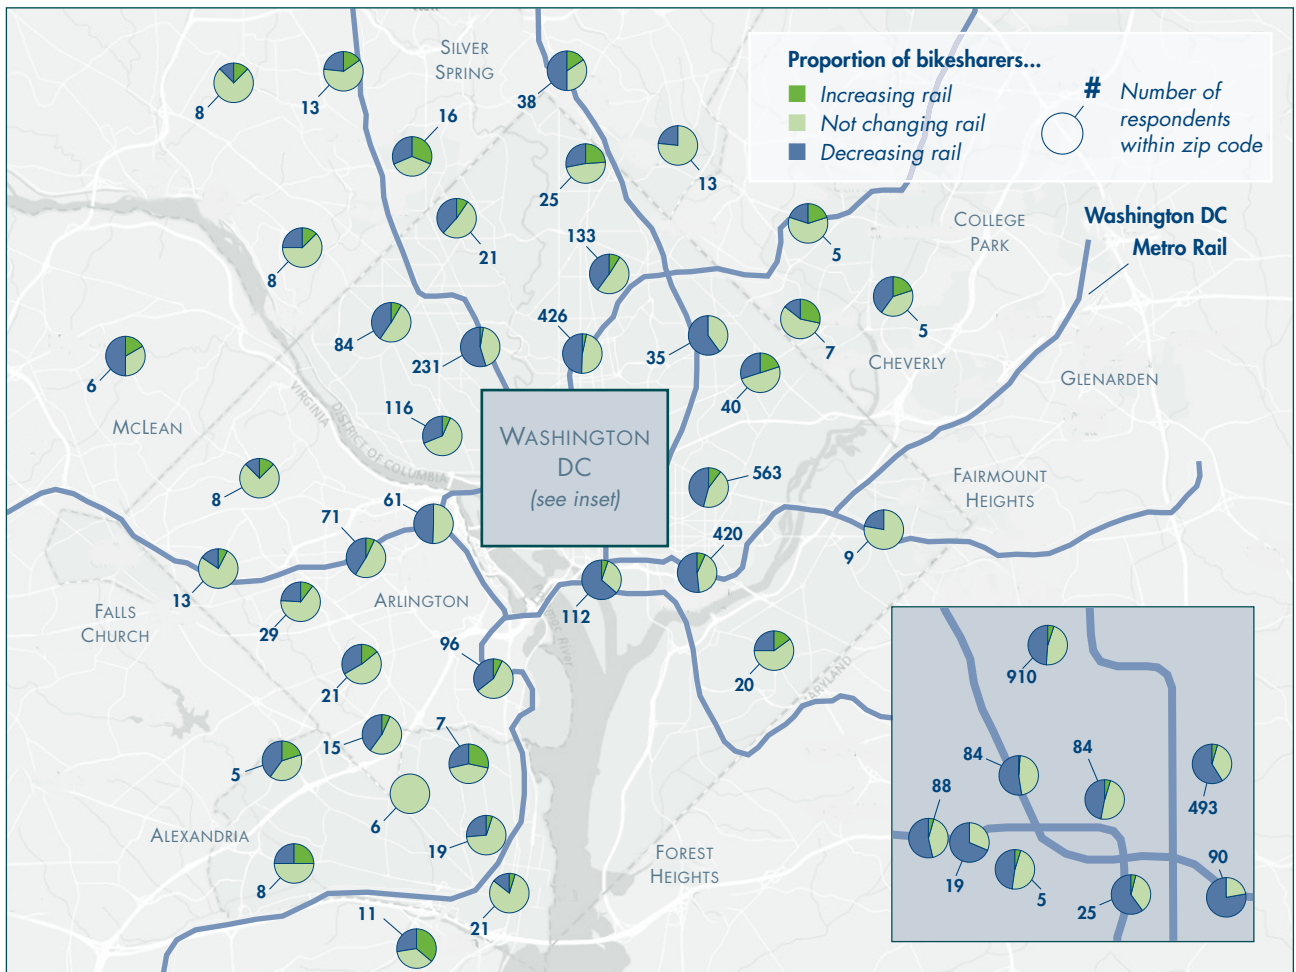 SILVER
SPRING
Proportion of bikesharers...
Increasing rail
Not changing rail
Decreasing rail
#
Number of
respondents
within zip code
8
13
38
16
25
13
21
133
8
5
COLLEGE
PARK
Washington DC
Metro Rail
5
84
231
426
35
7
CHEVERLY
GLENARDEN
6
40
MCLEAN
VIRGINIA
DISTRICT OF COLUMBIA
116
WASHINGTON
DC
(see inset)
563
FAIRMOUNT
HEIGHTS
8
61
71
420
9
13
29
ARLINGTON
112
FALLS
CHURCH
Potomac River
96
21
20
MARYLAND
15
7
5
6
ALEXANDRIA
19
FOREST
HEIGHTS
8
11
21
910
84
84
88
493
19
5
25
90